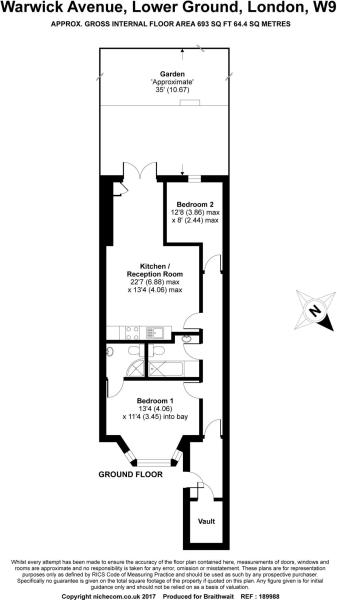 Warwick Avenue, Lower Ground, London, W9
APPROX. GROSS INTERNAL FLOOR AREA 693 SQ FT 64.4 SQ METRES
Garden
'Approximate'
35' (10.67)
Bedroom 2
12'8 (3.86) max
x 8' (2.44) max
Kitchen /
Reception Room
22'7 (6.88) max
x 13'4 (4.06) max
N
Bedroom 1
13'4 (4.06)
x 11'4 (3.45) into bay
GROUND FLOOR
Vault
Whilst every attempt has been made to ensure the accuracy of the floor plan contained here, measurements of doors, windows and
rooms are approximate and no responsibility is taken for any error, omission or misstatement. These plans are for representation
purposes only as defined by RICS Code of Measuring Practice and should be used as such by any prospective purchaser.
Specifically no guarantee is given on the total square footage of the property if quoted on this plan. Any figure given is for initial
guidance only and should not be relied on as a basis of valuation.
Copyright nichecom.co.uk 2017 Produced for Braithwait REF : 189988